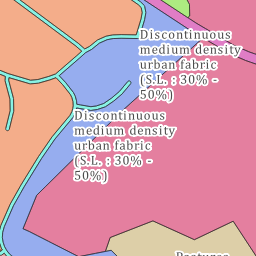 Discontinuous
medium density
urban fabric
(S.L. : 30% -
50%)
Discontinuous
medium density
urban fabric
(S.L. : 30% -
50%)